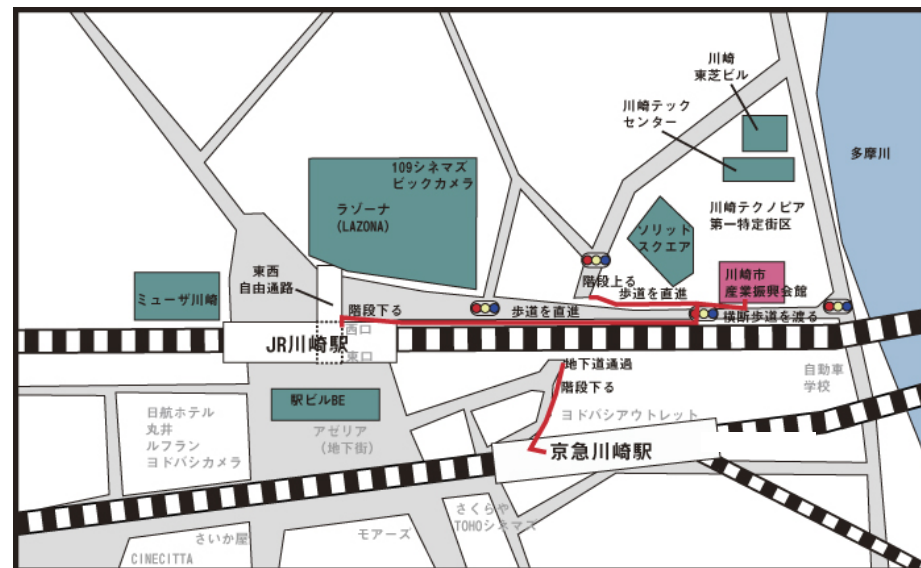 川崎
東芝ビル
川崎テック
センター
多摩川
109シネマズ
ビックカメラ
ラゾーナ
(LAZONA)
川崎テクノピア
第一特定街区
ソリッド
スクエア
東西
自由通路
階段上る
川崎市
産業振興会館
歩道を直進
ミューザ川崎
階段下る
歩道を直進
横断歩道を渡る
西口
JR川崎駅
東口
地下道通過
自動車
学校
階段下る
駅ビルBE
日航ホテル
丸井
ルフラン
ヨドバシカメラ
アゼリア
(地下街)
ヨドバシアウトレット
京急川崎駅
さくらや
TOHOシネマズ
モアーズ
さいか屋
CINECITTA